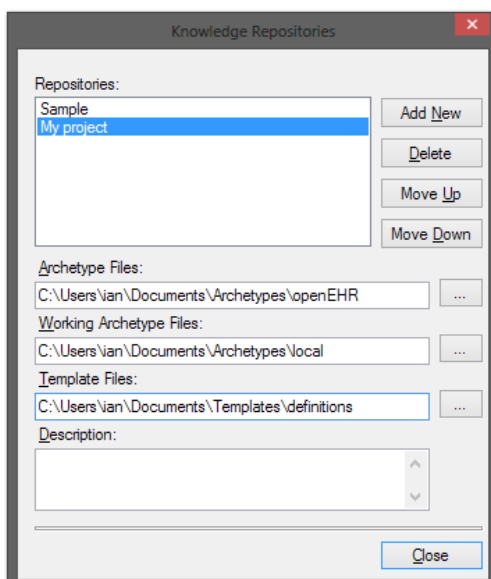 Knowledge Repositories
Repositories:
Sample
My project
Add New
Delete
Move Up
Move Down
Archetype Files:
C:\Users\ian\Documents\Archetypes\openEHR
...
Working Archetype Files:
C:\Users\ian\Documents\Archetypes\local
...
Template Files:
C:\Users\ian\Documents\Templates\definitions
...
Description:
Close